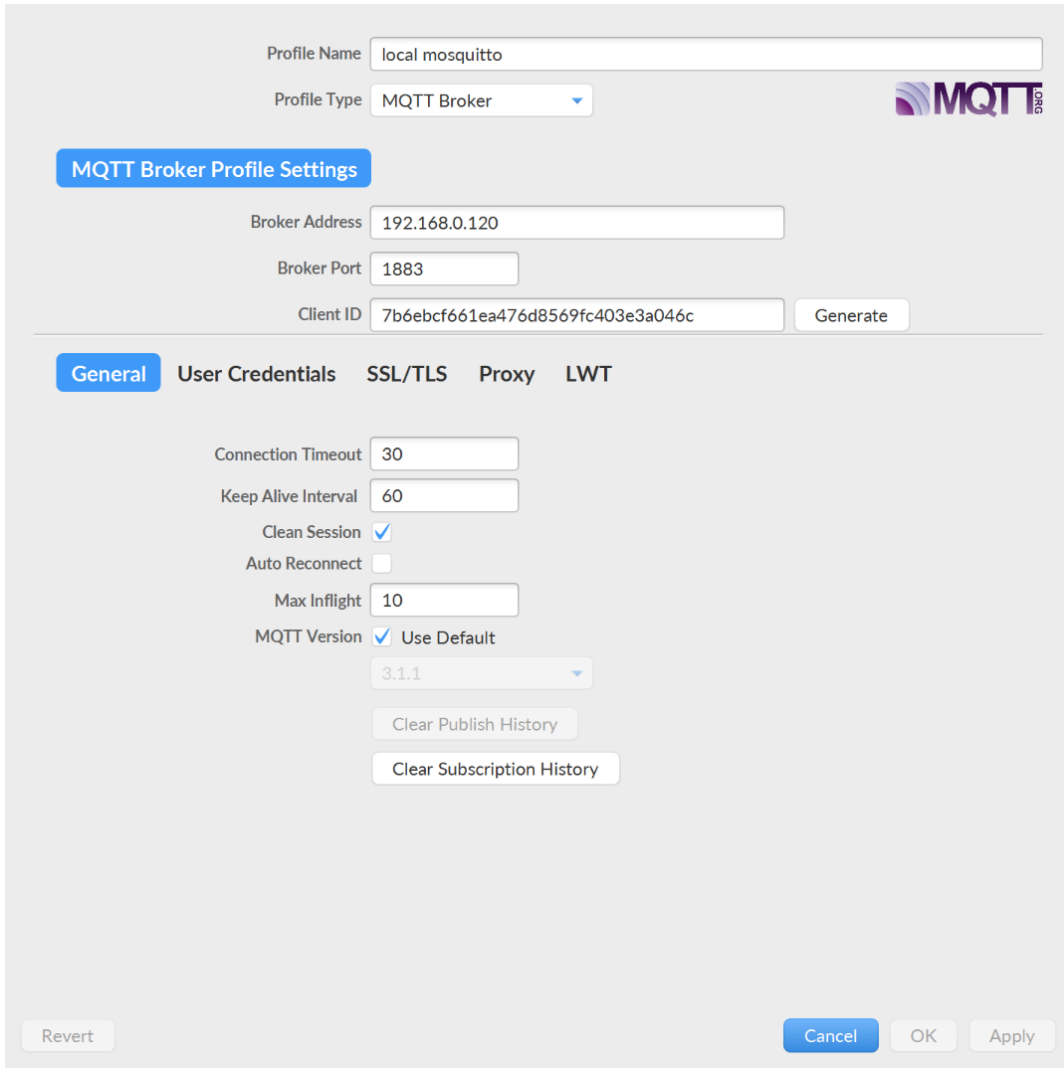 Profile Name local mosquitto
Profile Type MQTT Broker
MQTT.ORG
MQTT Broker Profile Settings
Broker Address 192.168.0.120
Broker Port 1883
Client ID 7b6ebcf661ea476d8569fc403e3a046c Generate
General User Credentials SSL/TLS Proxy LWT
Connection Timeout 30
Keep Alive Interval 60
Clean Session
Auto Reconnect
Max Inflight 10
MQTT Version Use Default
3.1.1
Clear Publish History
Clear Subscription History
Revert Cancel OK Apply